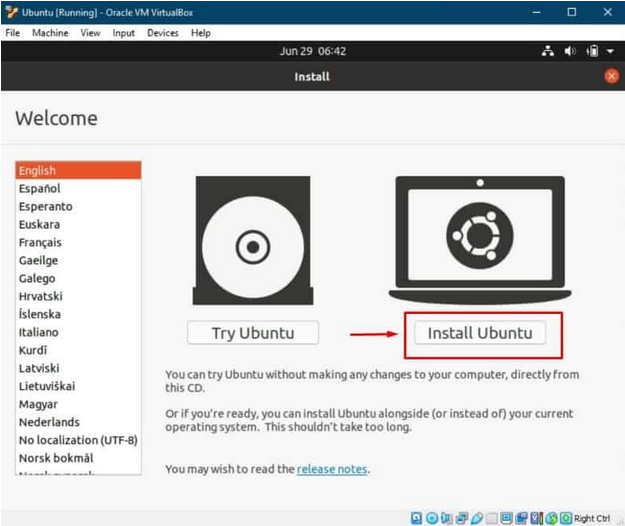 Ubuntu [Running] - Oracle VM VirtualBox
File Machine View Input Devices Help
Jun 29 06:42
Install
Welcome
English
Español
Esperanto
Euskara
Français
Gaeilge
Galego
Hrvatski
Íslenska
Italiano
Kurdî
Latviski
Lietuviškai
Magyar
Nederlands
No localization (UTF-8)
Norsk bokmål
Try Ubuntu
Install Ubuntu
You can try Ubuntu without making any changes to your computer, directly from
this CD.
Or if you're ready, you can install Ubuntu alongside (or instead of) your current
operating system. This shouldn't take too long.
You may wish to read the release notes.
Right Ctrl